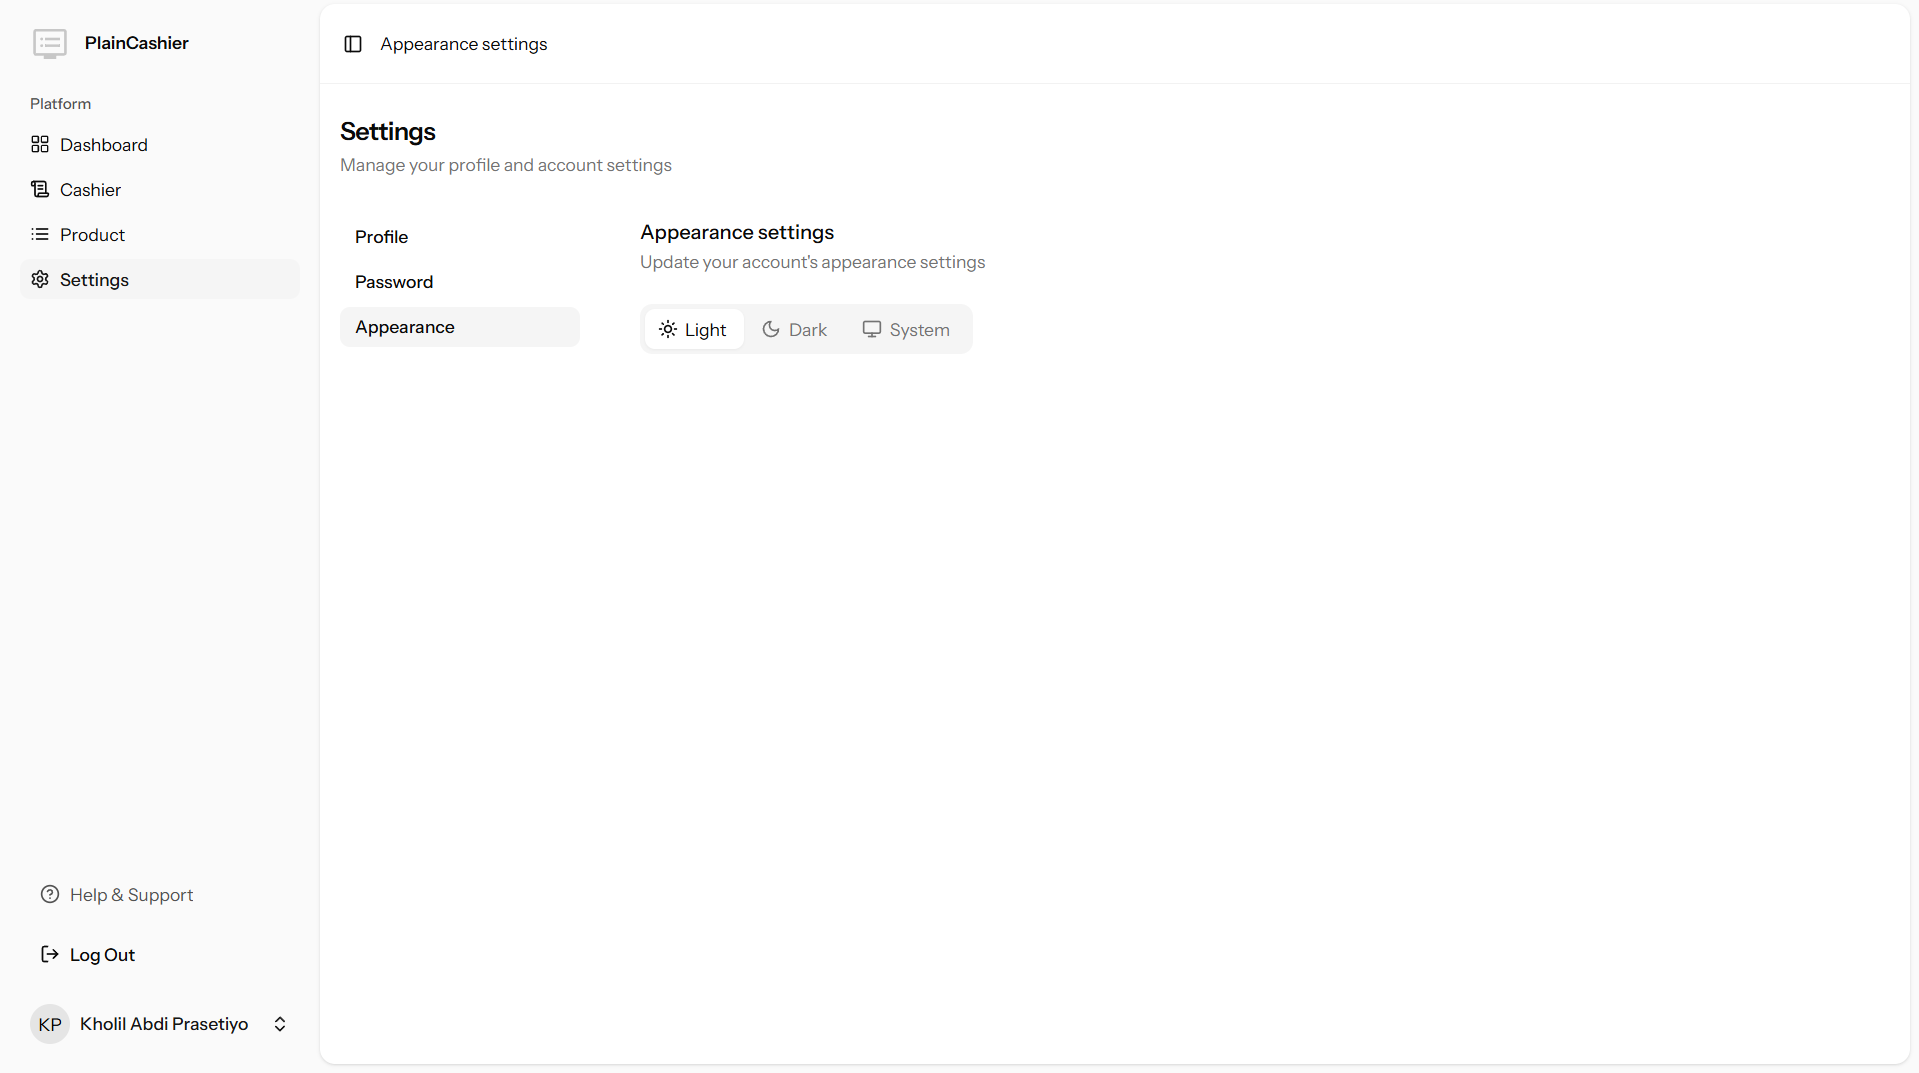 PlainCashier
Platform
Dashboard
Cashier
Product
Settings
Help & Support
Log Out
KP Kholil Abdi Prasetiyo
Appearance settings
Settings
Manage your profile and account settings
Profile
Password
Appearance
Appearance settings
Update your account's appearance settings
Light Dark System